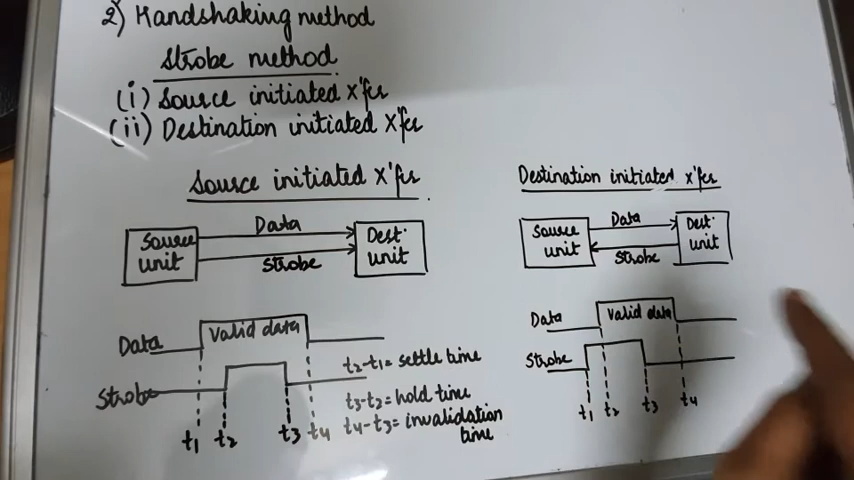 2) Handshaking method
Strobe method
(i) Source initiated X'fer
(ii) Destination initiated X'fer
Source initiated X'fer
Data
Source unit
Dest. unit
Strobe
Data
Valid data
Strobe
t1 t2 t3 t4
t2-t1= settle time
t3-t2= hold time
t4-t3= invalidation
time
Destination initiated x'fer
Data
Source unit
Dest. unit
Strobe
Data
Valid data
Strobe
t1 t2 t3 t4